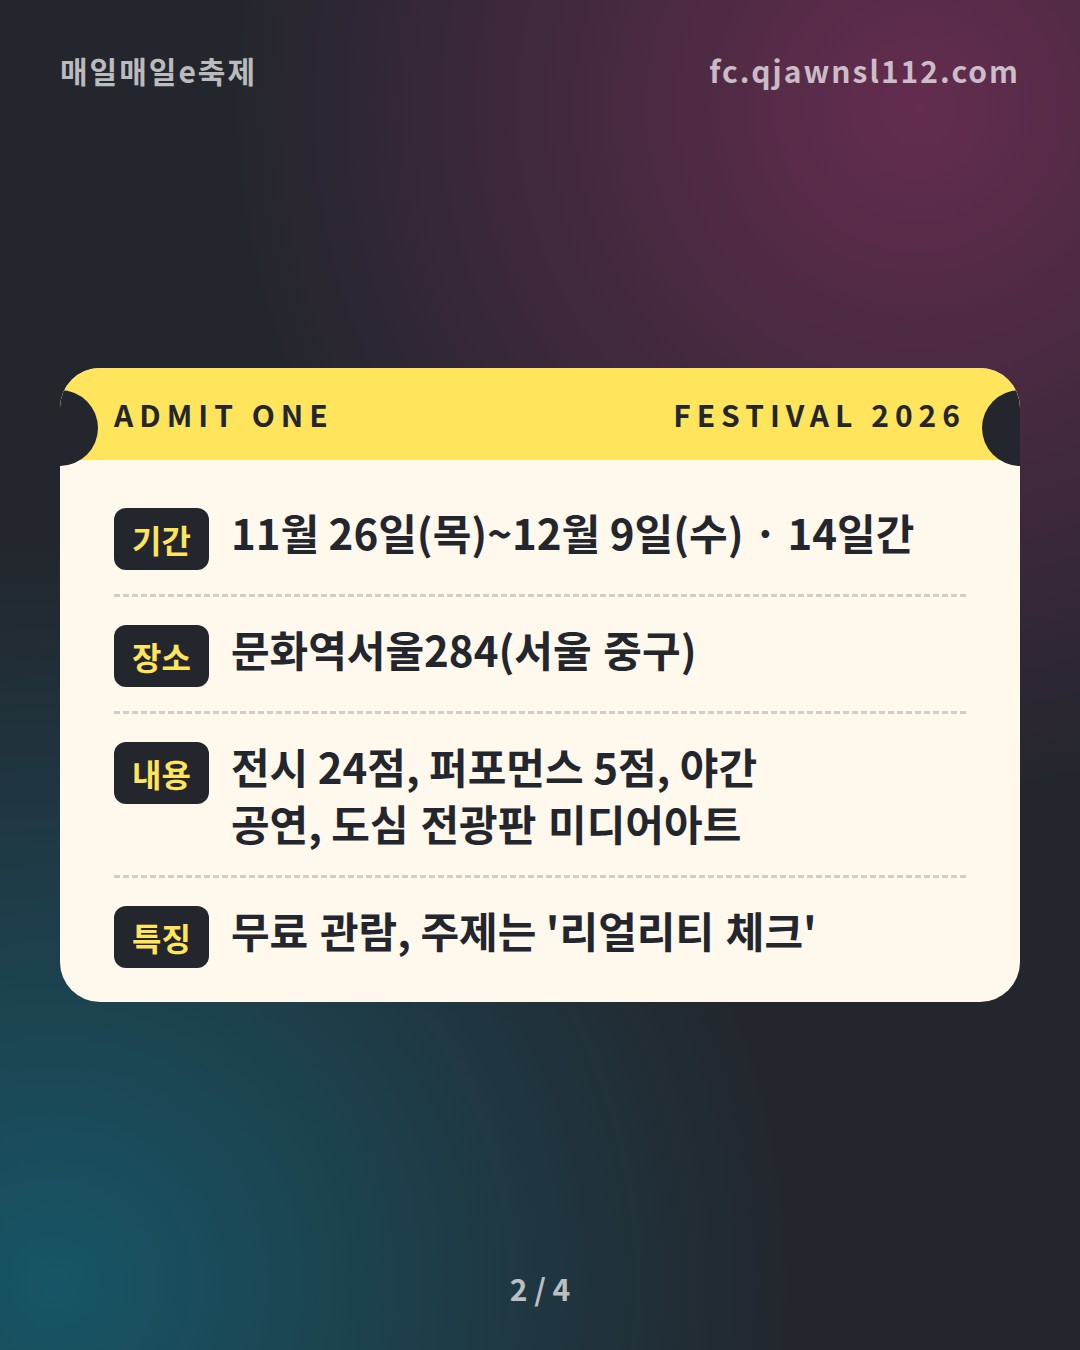 매일매일e축제
fc.qjawnsl112.com
ADMIT ONE
FESTIVAL 2026
기간
11월 26일(목)~12월 9일(수) · 14일간
장소
문화역서울284(서울 중구)
내용
전시 24점, 퍼포먼스 5점, 야간
공연, 도심 전광판 미디어아트
특징
무료 관람, 주제는 '리얼리티 체크'
2 / 4